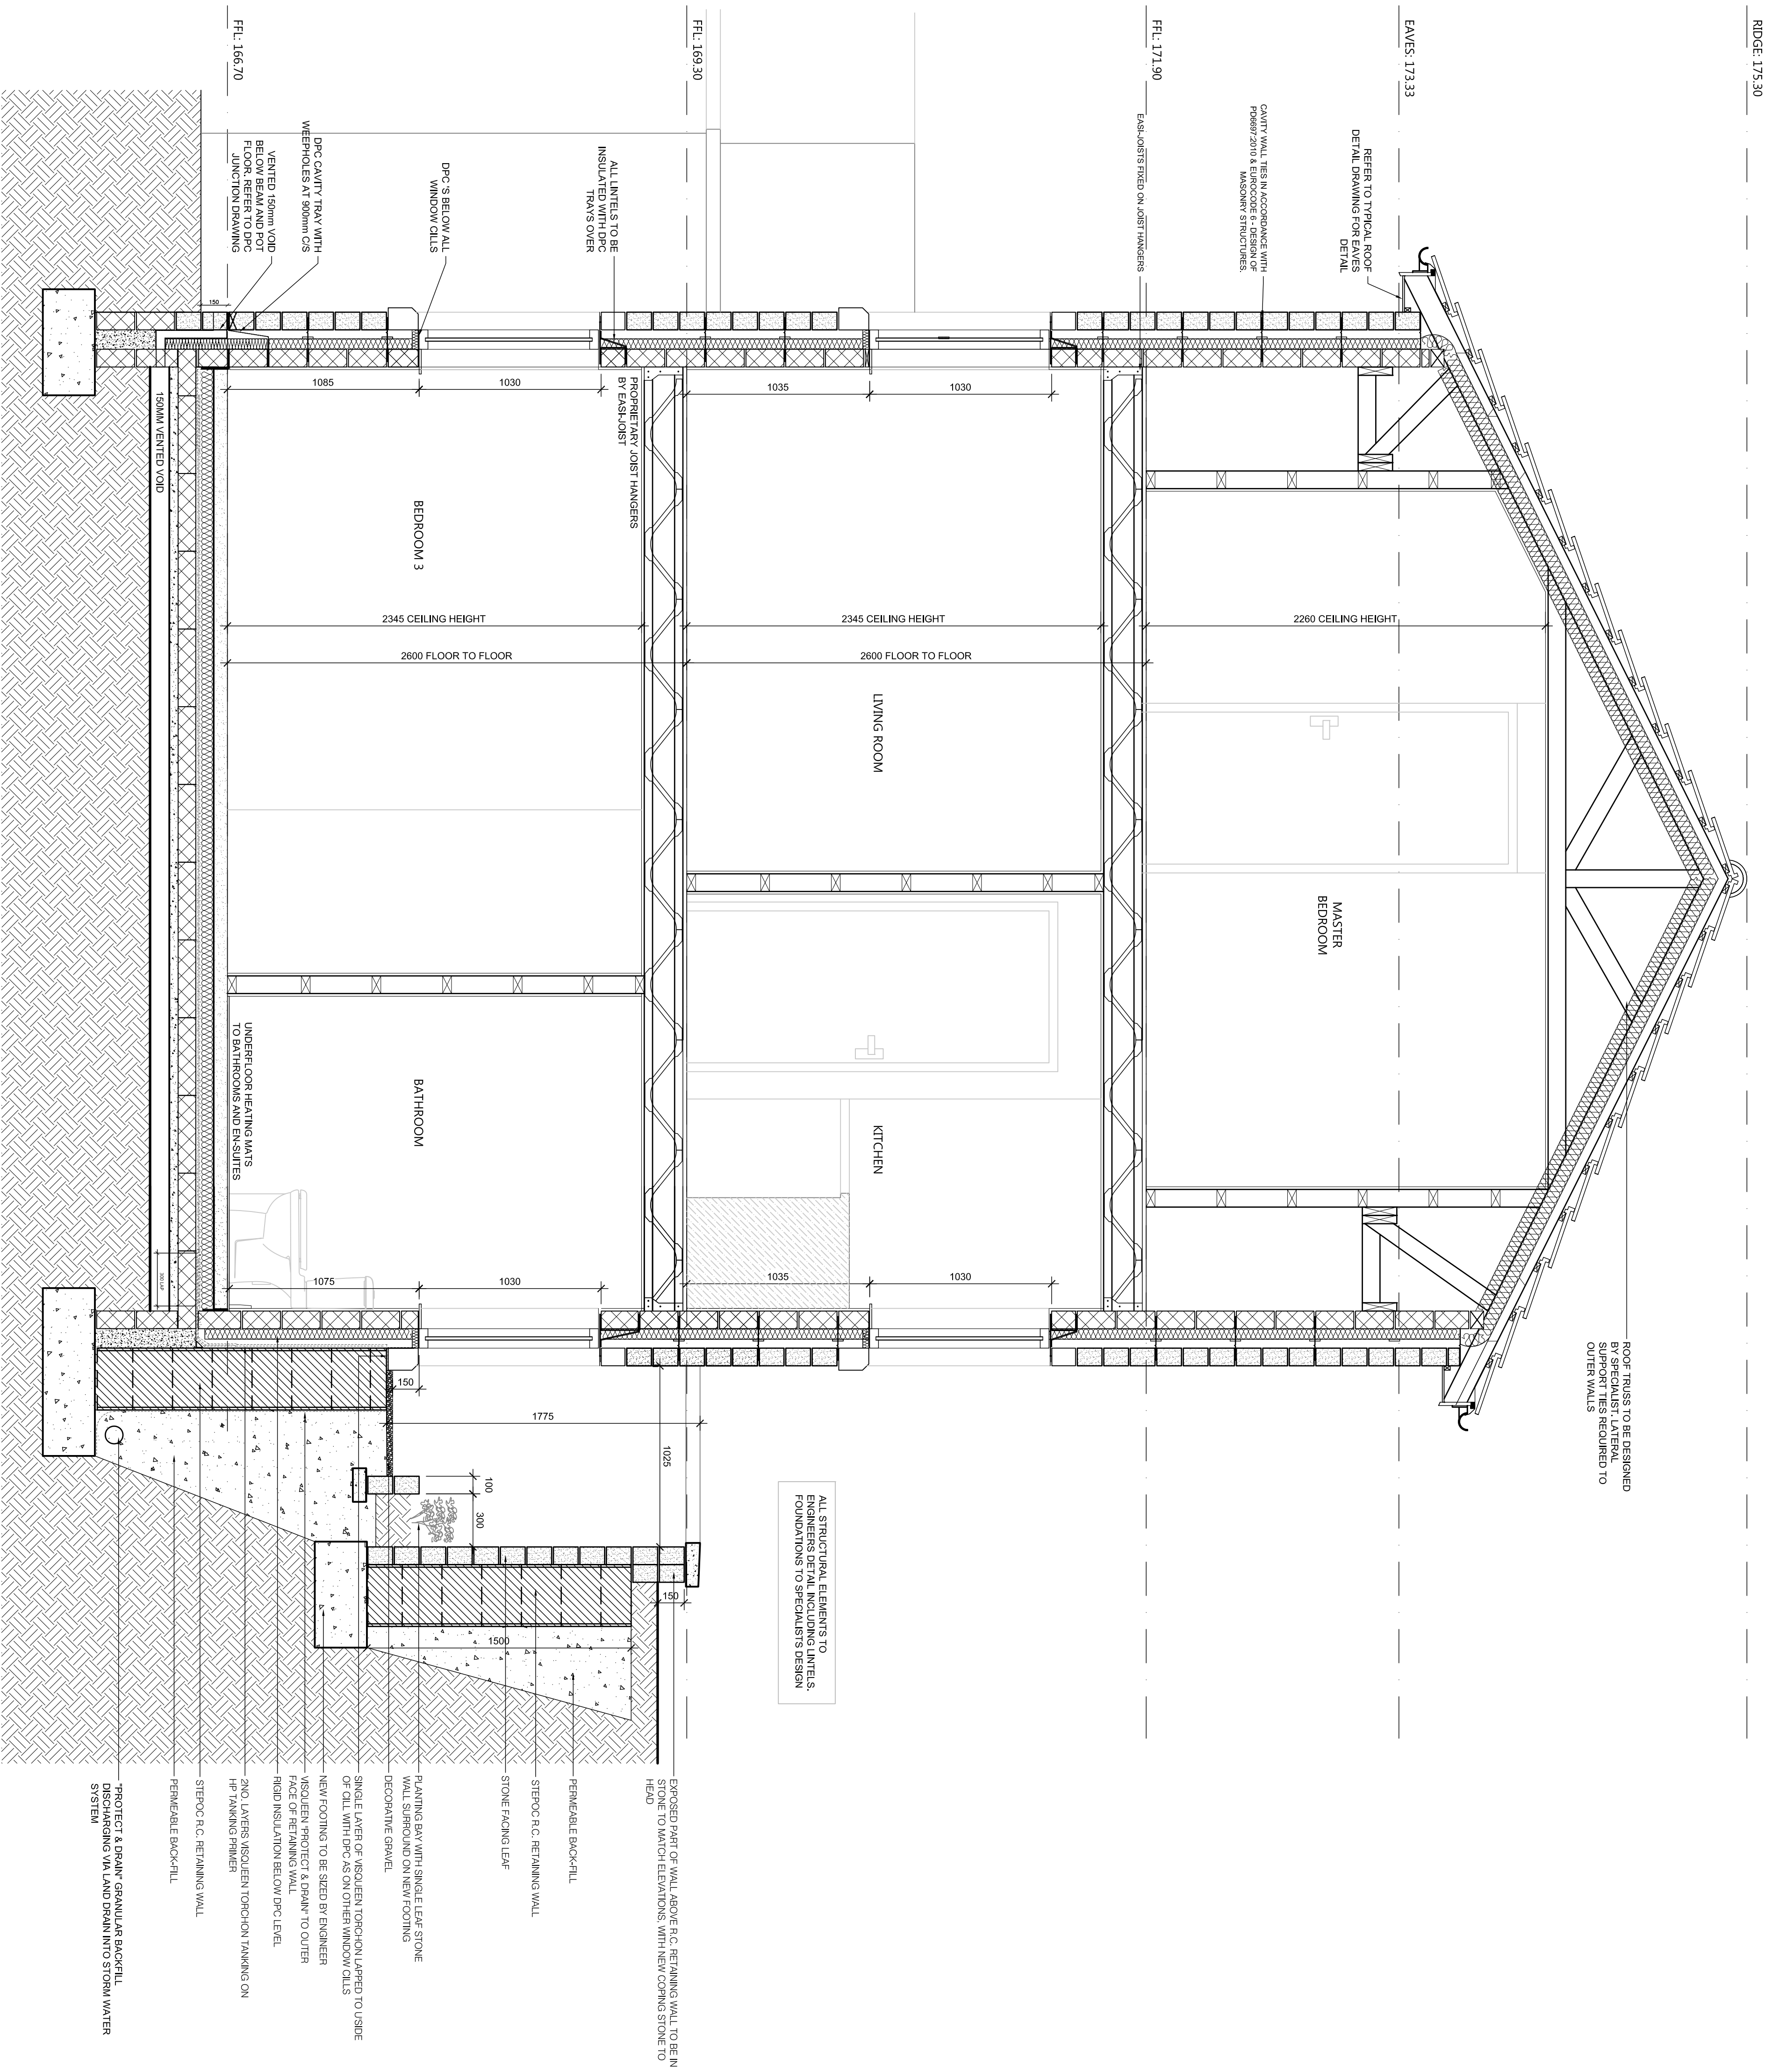 RIDGE: 175.30
EAVES: 173.33
FFL: 171.90
FFL: 169.30
FFL: 166.70
REFER TO TYPICAL ROOF
DETAIL DRAWING FOR EAVES
DETAIL
CAVITY WALL TIES IN ACCORDANCE WITH
PD6697:2010 & EUROCODE 6 - DESIGN OF
MASONRY STRUCTURES.
EASI-JOISTS FIXED ON JOIST HANGERS
ALL LINTELS TO BE
INSULATED WITH DPC
TRAYS OVER
DPC'S BELOW ALL
WINDOW CILLS
DPC CAVITY TRAY WITH
WEEPHOLES AT 900mm C/S
VENTED 150mm VOID
BELOW BEAM AND POT
FLOOR. REFER TO DPC
JUNCTION DRAWING
150
ROOF TRUSS TO BE DESIGNED
BY SPECIALIST. LATERAL
SUPPORT TIES REQUIRED TO
OUTER WALLS
MASTER
BEDROOM
2260 CEILING HEIGHT
1030
1035
2345 CEILING HEIGHT
2600 FLOOR TO FLOOR
LIVING ROOM
KITCHEN
1030
1035
PROPRIETARY JOIST HANGERS
BY EASI-JOIST
1030
1085
BEDROOM 3
2345 CEILING HEIGHT
2600 FLOOR TO FLOOR
BATHROOM
1030
1075
UNDERFLOOR HEATING MATS
TO BATHROOMS AND EN-SUITES
150MM VENTED VOID
300 LAP
ALL STRUCTURAL ELEMENTS TO
ENGINEERS DETAIL INCLUDING LINTELS.
FOUNDATIONS TO SPECIALISTS DESIGN
1025
1775
150
100
300
150
1500
EXPOSED PART OF WALL ABOVE R.C. RETAINING WALL TO BE IN
STONE TO MATCH ELEVATIONS, WITH NEW COPING STONE TO
HEAD
PERMEABLE BACK-FILL
STEPOC R.C. RETAINING WALL
STONE FACING LEAF
PLANTING BAY WITH SINGLE LEAF STONE
WALL SURROUND ON NEW FOOTING
DECORATIVE GRAVEL
SINGLE LAYER OF VISQUEEN TORCHON LAPPED TO U'SIDE
OF CILL WITH DPC AS ON OTHER WINDOW CILLS
NEW FOOTING TO BE SIZED BY ENGINEER
VISQUEEN "PROTECT & DRAIN" TO OUTER
FACE OF RETAINING WALL
RIGID INSULATION BELOW DPC LEVEL
2NO. LAYERS VISQUEEN TORCHON TANKING ON
HP TANKING PRIMER
STEPOC R.C. RETAINING WALL
PERMEABLE BACK-FILL
"PROTECT & DRAIN" GRANULAR BACKFILL
DISCHARGING VIA LAND DRAIN INTO STORM WATER
SYSTEM